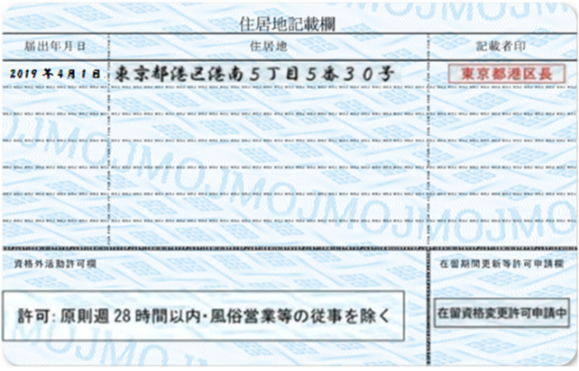 住居地記載欄
届出年月日 住居地 記載者印
2019年4月1日 東京都港区港南5丁目5番30号 東京都港区長
資格外活動許可欄 在留期間更新等許可申請欄
許可:原則週28時間以内・風俗営業等の従事を除く
在留資格変更許可申請中
MOJMOJMOJMOJ